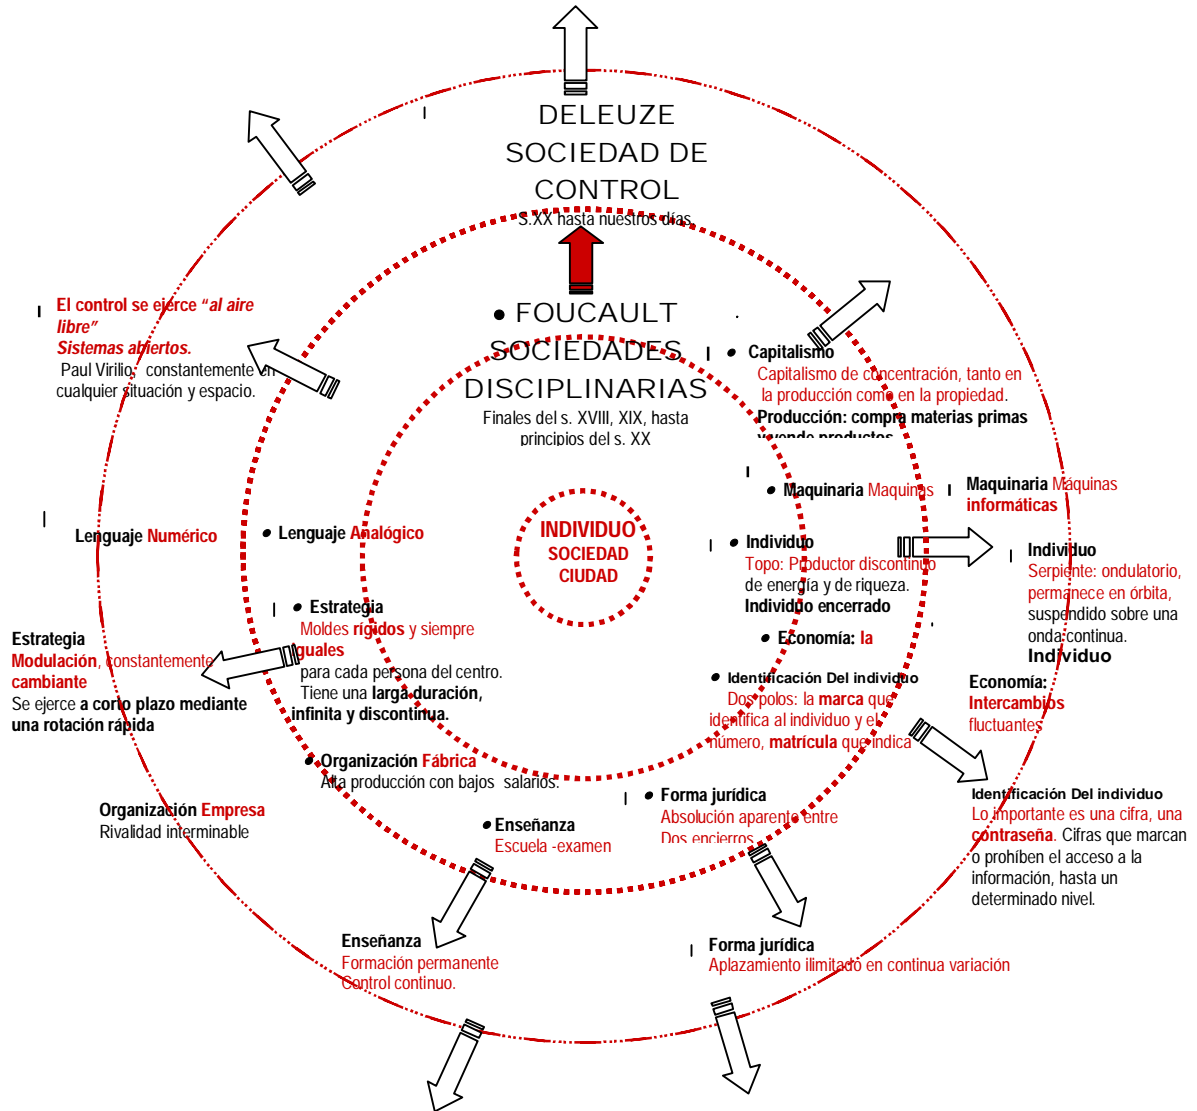 DELEUZE
SOCIEDAD DE
CONTROL
S.XX hasta nuestros días.
• FOUCAULT
SOCIEDADES
DISCIPLINARIAS
Finales del s. XVIII, XIX, hasta
principios del s. XX
El control se ejerce "al aire
libre"
Sistemas abiertos.
Paul Virilio, constantemente en
cualquier situación y espacio.
• Capitalismo
Capitalismo de concentración, tanto en
la producción como en la propiedad.
Producción: compra materias primas
y vende productos
• Maquinaria Maquinas
Maquinaria Máquinas
informáticas
INDIVIDUO
SOCIEDAD
CIUDAD
Lenguaje Numérico
• Lenguaje Analógico
• Individuo
Topo: Productor discontinuo
de energía y de riqueza.
Individuo encerrado
Individuo
Serpiente: ondulatorio,
permanece en órbita,
suspendido sobre una
onda continua.
Individuo
• Estrategia
Moldes rígidos y siempre
iguales
para cada persona del centro.
Tiene una larga duración,
infinita y discontinua.
Estrategia
Modulación, constantemente
cambiante
Se ejerce a corto plazo mediante
una rotación rápida
• Economía: la
Economía:
Intercambios
fluctuantes
• Identificación Del individuo
Dos polos: la marca que
identifica al individuo y el
número, matrícula que indica
Identificación Del individuo
Lo importante es una cifra, una
contraseña. Cifras que marcan
o prohíben el acceso a la
información, hasta un
determinado nivel.
• Organización Fábrica
Alta producción con bajos salarios.
Organización Empresa
Rivalidad interminable
• Enseñanza
Escuela -examen
• Forma jurídica
Absolución aparente entre
Dos encierros
Enseñanza
Formación permanente
Control continuo.
Forma jurídica
Aplazamiento ilimitado en continua variación